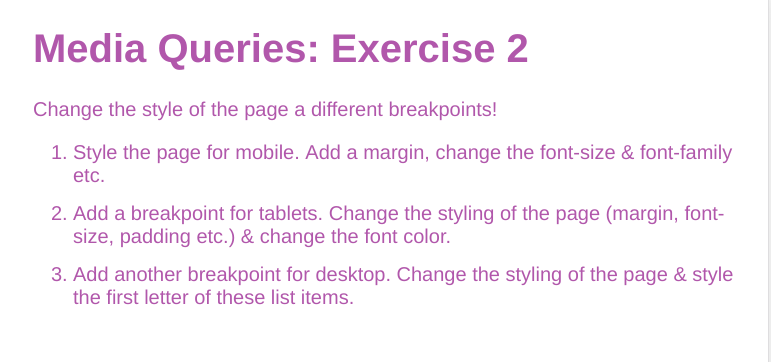 Media Queries: Exercise 2
Change the style of the page a different breakpoints!
1. Style the page for mobile. Add a margin, change the font-size & font-family
etc.
2. Add a breakpoint for tablets. Change the styling of the page (margin, font-
size, padding etc.) & change the font color.
3. Add another breakpoint for desktop. Change the styling of the page & style
the first letter of these list items.